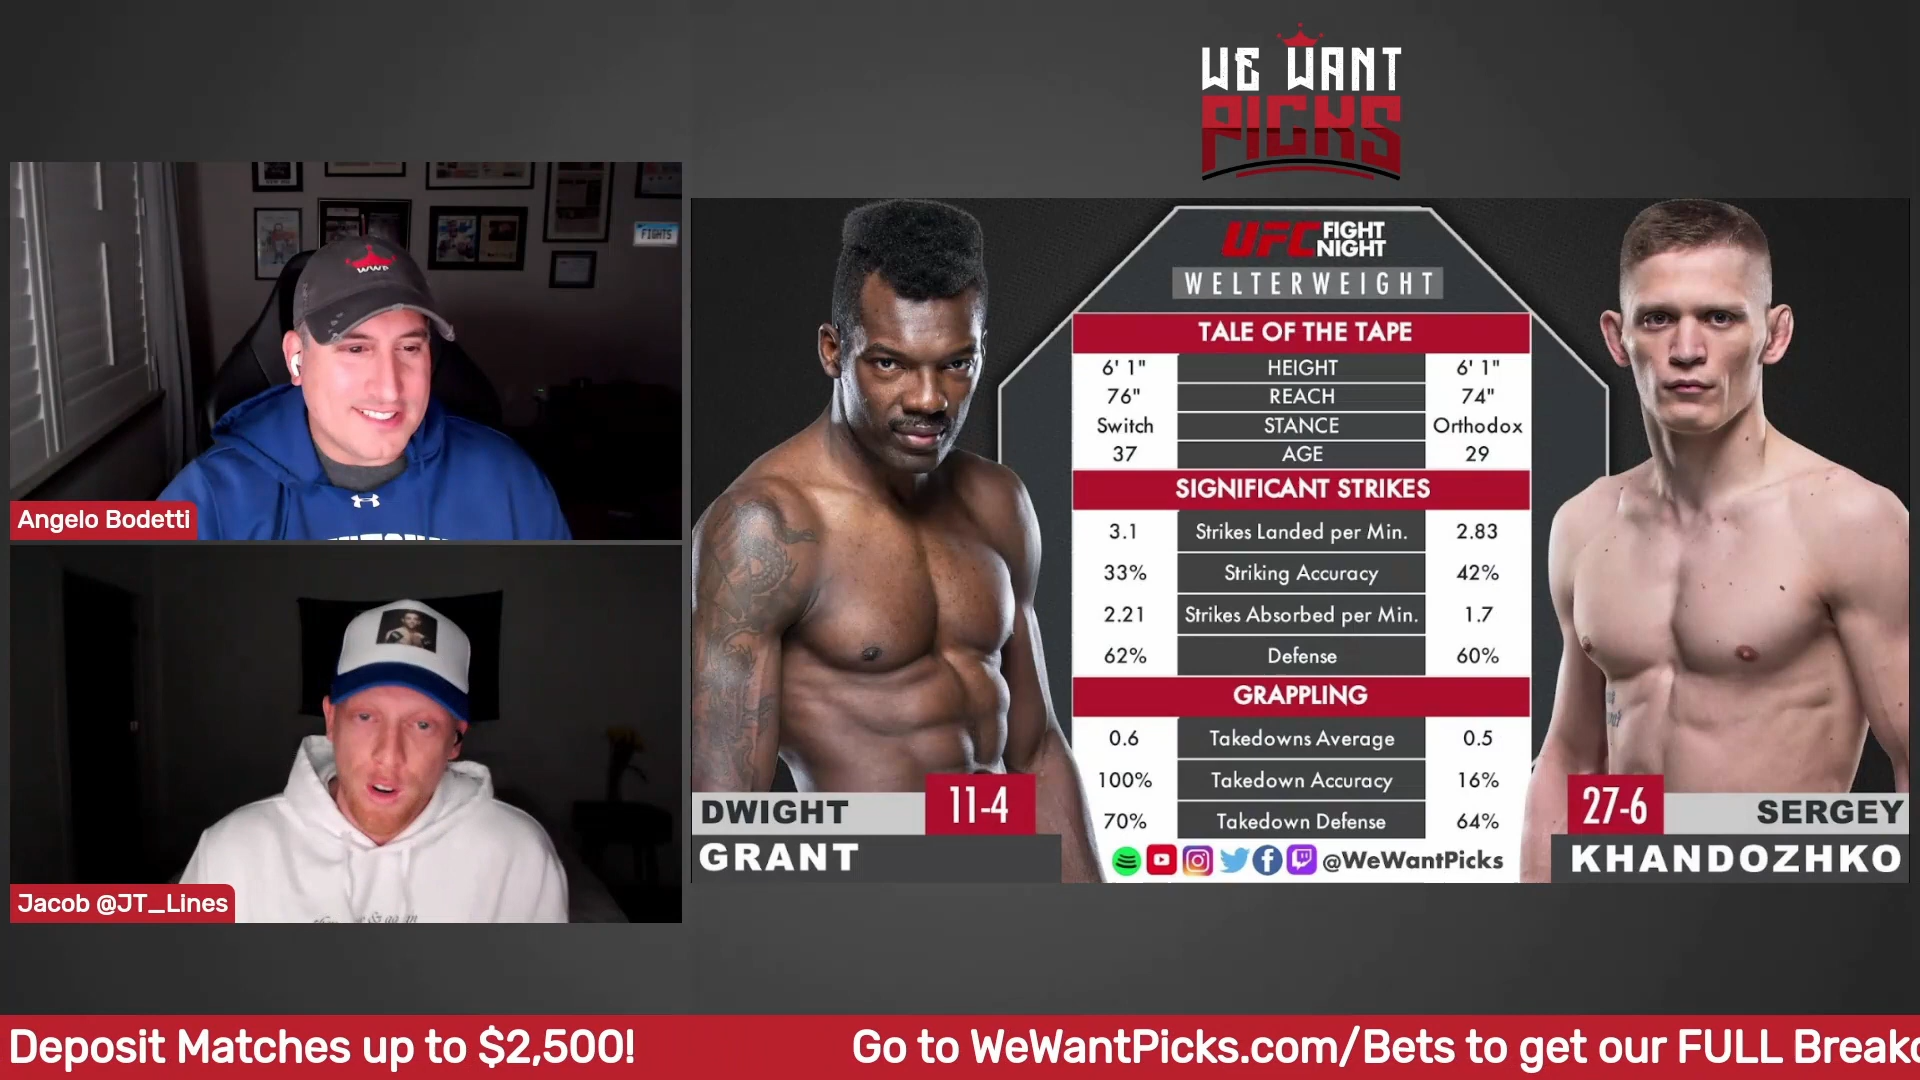 WE WANT
PICKS
FIGHTS
WWP
Angelo Bodetti
Jacob @JT_Lines
UFC FIGHT NIGHT
WELTERWEIGHT
TALE OF THE TAPE
6' 1" HEIGHT 6' 1"
76" REACH 74"
Switch STANCE Orthodox
37 AGE 29
SIGNIFICANT STRIKES
3.1 Strikes Landed per Min. 2.83
33% Striking Accuracy 42%
2.21 Strikes Absorbed per Min. 1.7
62% Defense 60%
GRAPPLING
0.6 Takedowns Average 0.5
100% Takedown Accuracy 16%
70% Takedown Defense 64%
@WeWantPicks
DWIGHT
GRANT
11-4
27-6
SERGEY
KHANDOZHKO
Deposit Matches up to $2,500! Go to WeWantPicks.com/Bets to get our FULL Breakd